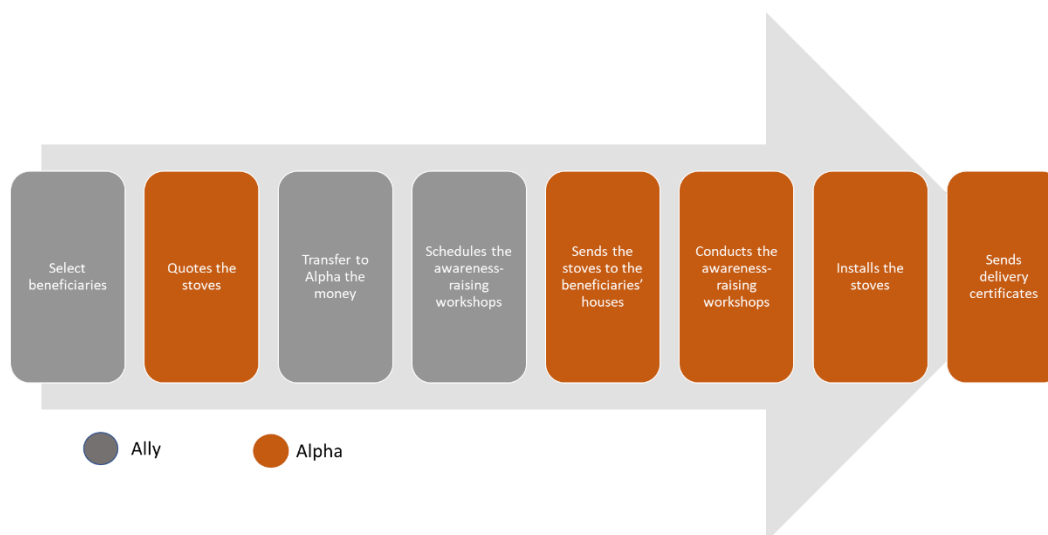 Select
beneficiaries
Quotes the
stoves
Transfer to
Alpha the
money
Schedules the
awareness-
raising
workshops
Sends the
stoves to the
beneficiaries’
houses
Conducts the
awareness-
raising
workshops
Installs the
stoves
Sends
delivery
certificates
Ally
Alpha